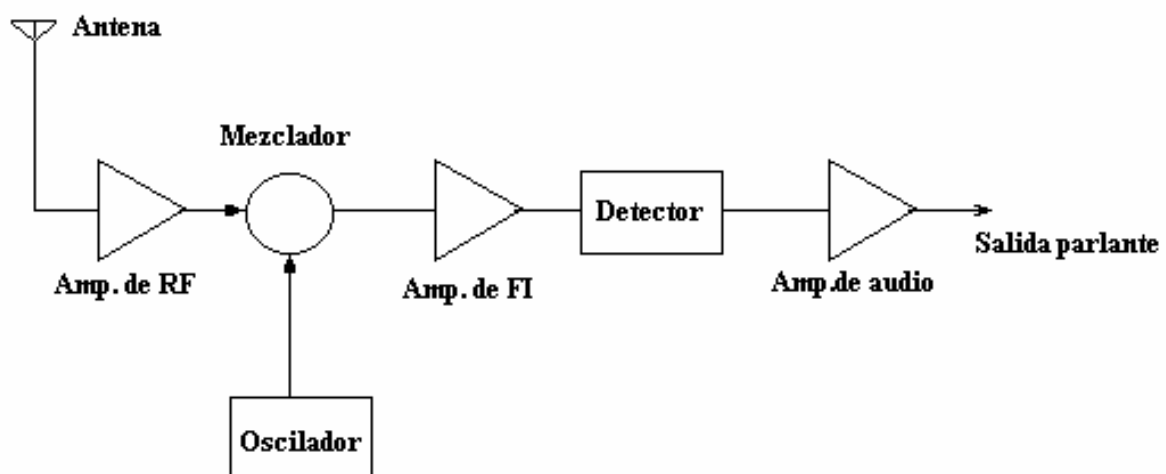 Antena
Mezclador
Detector
Salida parlante
Amp. de RF
Amp. de FI
Amp.de audio
Oscilador